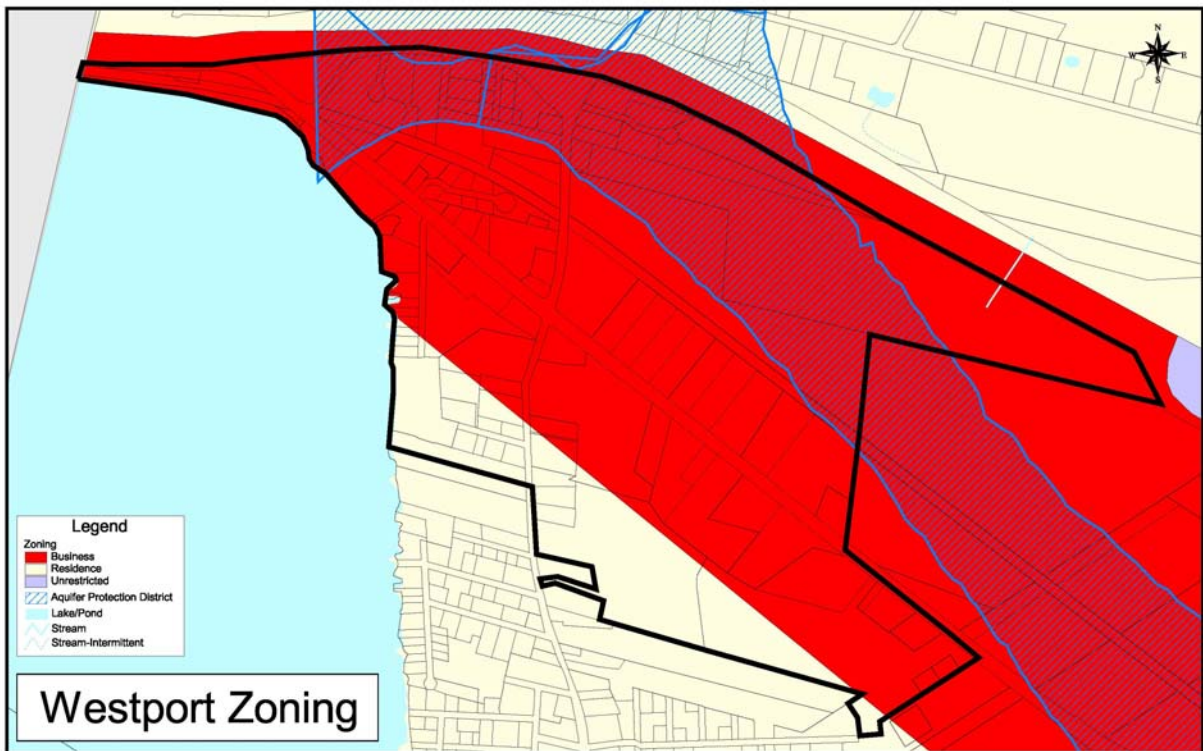 N
W E
S
Legend
Zoning
Business
Residence
Unrestricted
Aquifer Protection District
Lake/Pond
Stream
Stream-Intermittent
Westport Zoning